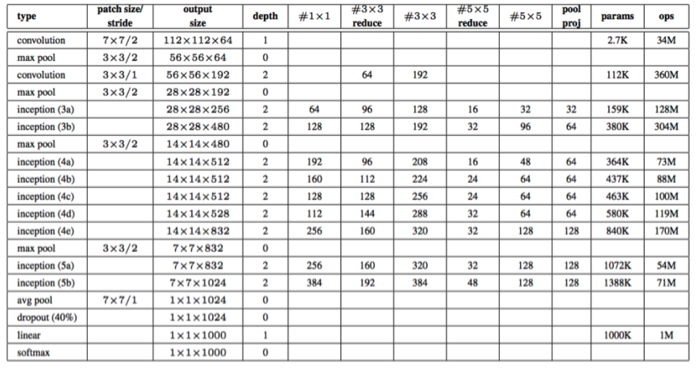 type patch size/ stride output size depth #1×1 #3×3 reduce #3×3 #5×5 reduce #5×5 pool proj params ops
convolution 7×7/2 112×112×64 1 2.7K 34M
max pool 3×3/2 56×56×64 0
convolution 3×3/1 56×56×192 2 64 192 112K 360M
max pool 3×3/2 28×28×192 0
inception (3a) 28×28×256 2 64 96 128 16 32 32 159K 128M
inception (3b) 28×28×480 2 128 128 192 32 96 64 380K 304M
max pool 3×3/2 14×14×480 0
inception (4a) 14×14×512 2 192 96 208 16 48 64 364K 73M
inception (4b) 14×14×512 2 160 112 224 24 64 64 437K 88M
inception (4c) 14×14×512 2 128 128 256 24 64 64 463K 100M
inception (4d) 14×14×528 2 112 144 288 32 64 64 580K 119M
inception (4e) 14×14×832 2 256 160 320 32 128 128 840K 170M
max pool 3×3/2 7×7×832 0
inception (5a) 7×7×832 2 256 160 320 32 128 128 1072K 54M
inception (5b) 7×7×1024 2 384 192 384 48 128 128 1388K 71M
avg pool 7×7/1 1×1×1024 0
dropout (40%) 1×1×1024 0
linear 1×1×1000 1 1000K 1M
softmax 1×1×1000 0